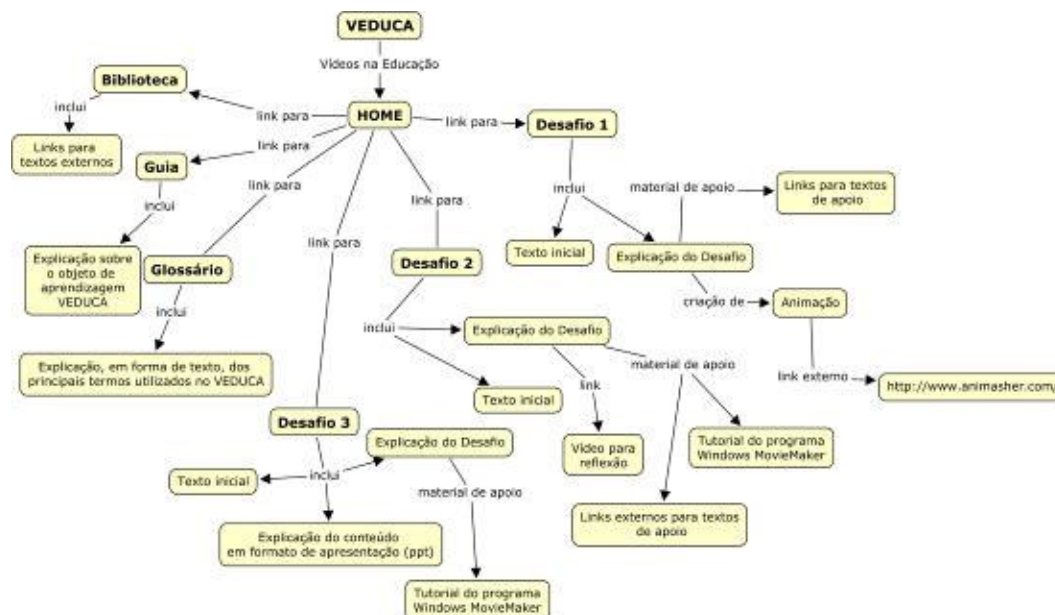 VEDUCA
Vídeos na Educação
HOME
link para
Biblioteca
inclui
Links para
textos externos
link para
Guia
inclui
Explicação sobre
o objeto de
aprendizagem
VEDUCA
link para
Glossário
inclui
Explicação, em forma de texto, dos
principais termos utilizados no VEDUCA
link para
Desafio 1
inclui
Texto inicial
Explicação do Desafio
material de apoio
Links para textos
de apoio
criação de
Animação
link externo
http://www.animasher.com/
link para
Desafio 2
inclui
Explicação do Desafio
Texto inicial
link
Vídeo para
reflexão
material de apoio
Tutorial do programa
Windows MovieMaker
Links externos para textos
de apoio
link para
Desafio 3
inclui
Texto inicial
Explicação do Desafio
Explicação do conteúdo
em formato de apresentação (ppt)
material de apoio
Tutorial do programa
Windows MovieMaker